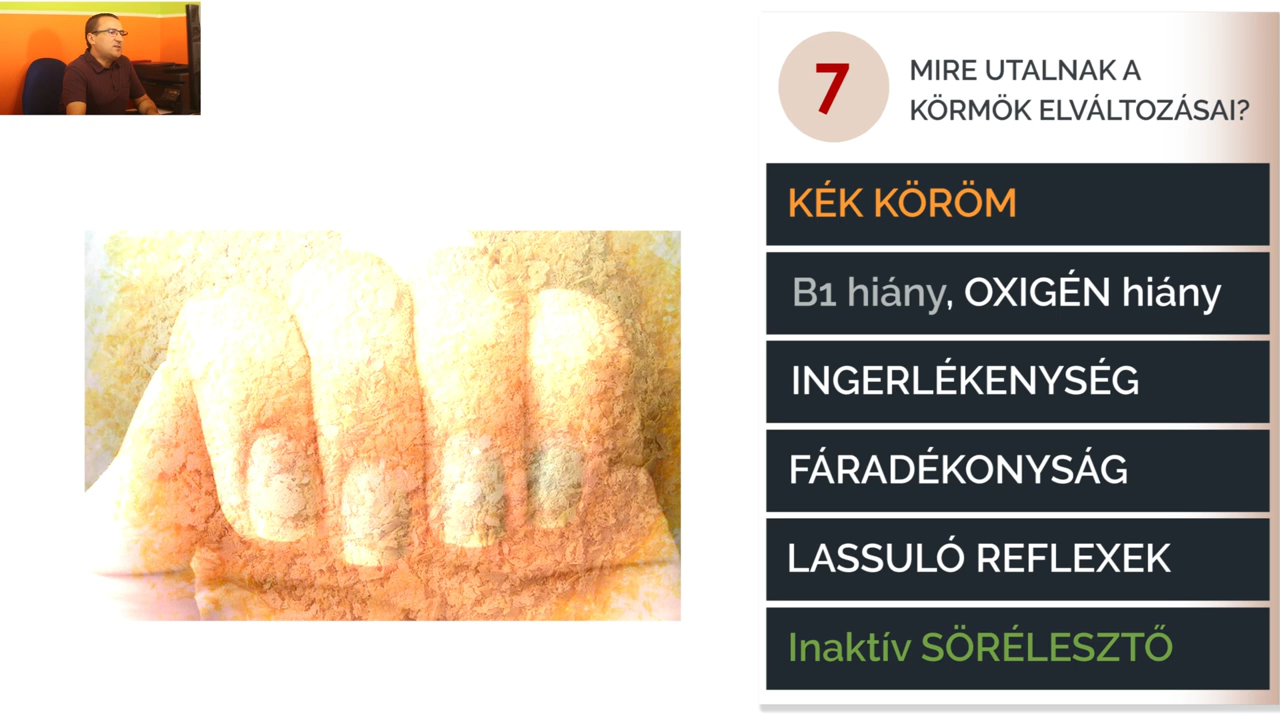 7
MIRE UTALNAK A
KÖRMÖK ELVÁLTOZÁSAI?
KÉK KÖRÖM
B1 hiány, OXIGÉN hiány
INGERLÉKENYSÉG
FÁRADÉKONYSÁG
LASSULÓ REFLEXEK
Inaktív SÖRÉLESZTŐ